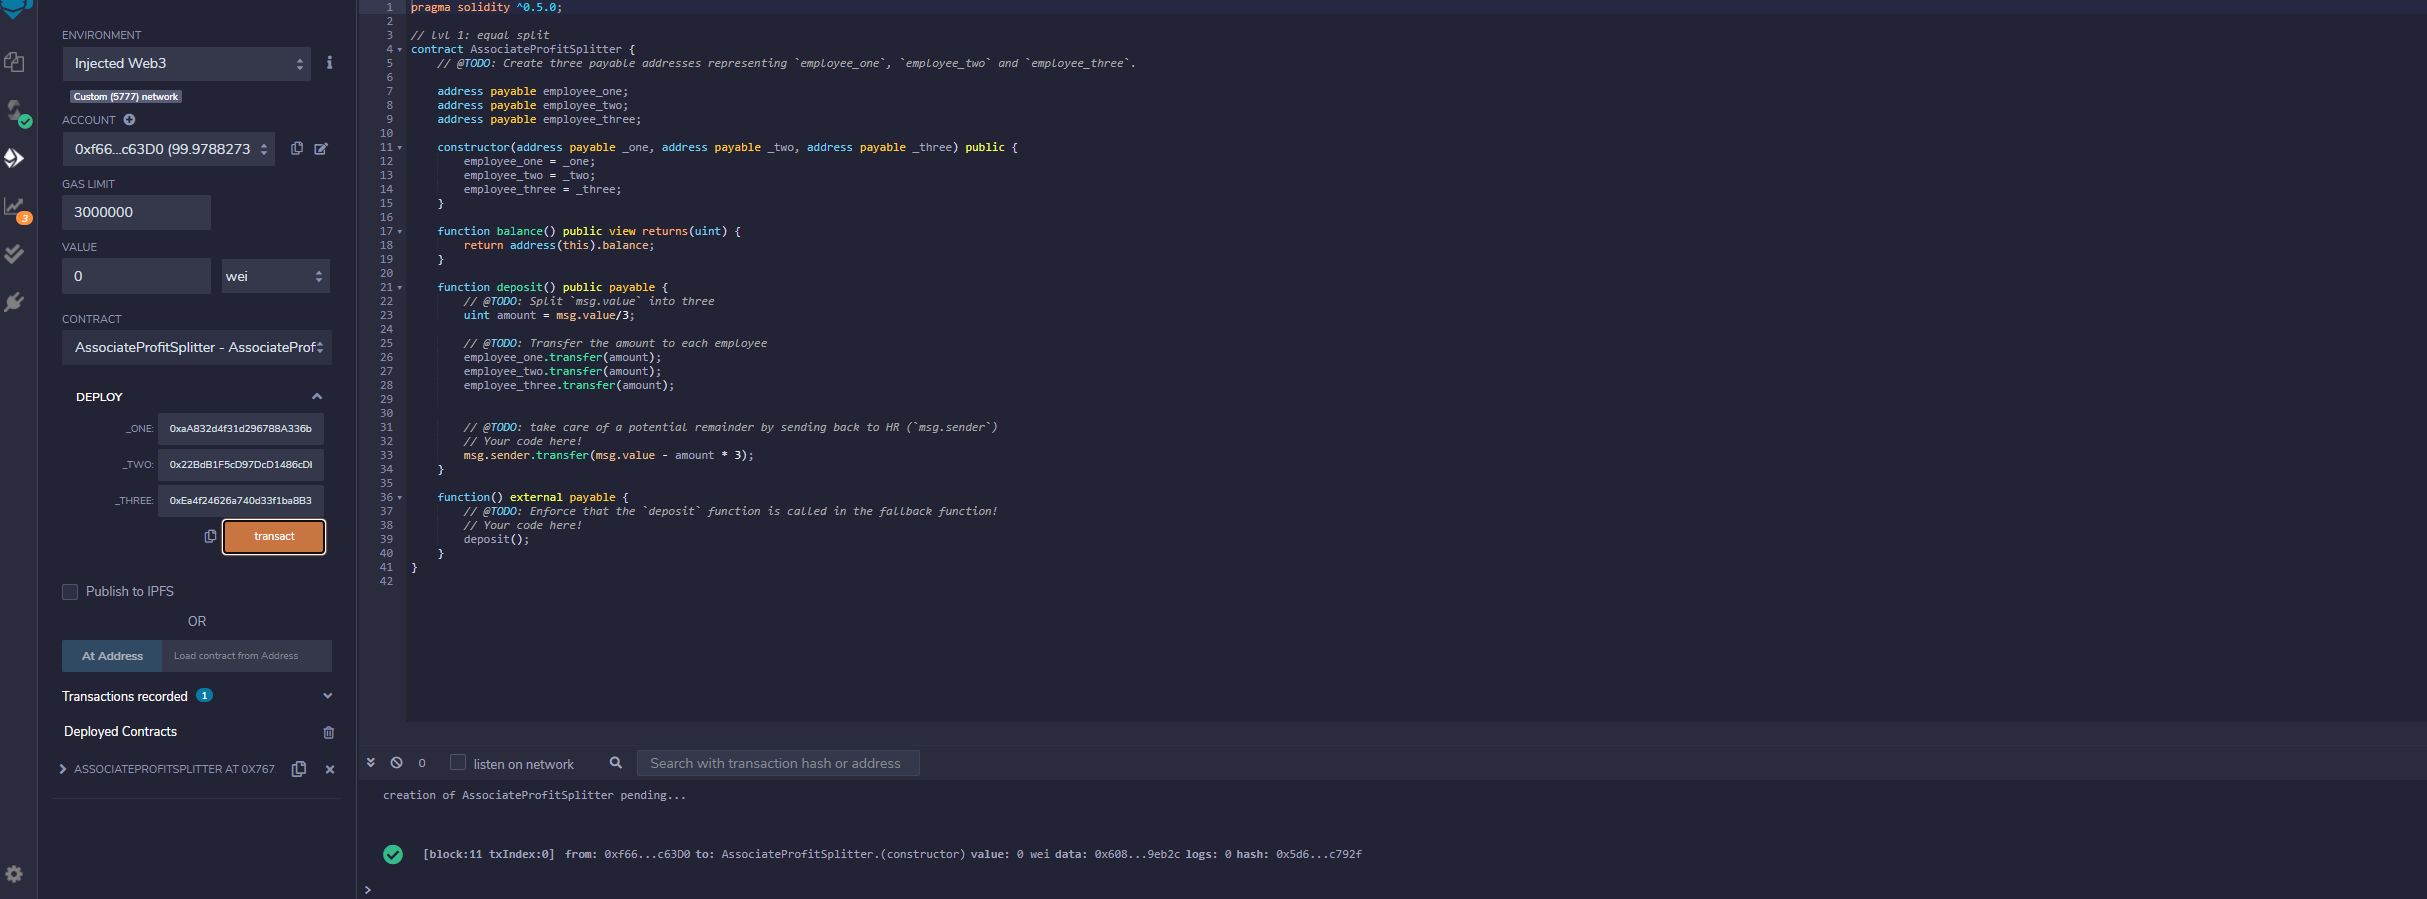 ENVIRONMENT
Injected Web3
Custom (5777) network
ACCOUNT
0xf66...c63D0 (99.9788273
GAS LIMIT
3000000
VALUE
0
wei
CONTRACT
AssociateProfitSplitter - AssociateProf
DEPLOY
_ONE: 0xaA832d4f31d296788A336b
_TWO: 0x22BdB1F5cD97DcD1486cDI
_THREE: 0xEa4f24626a740d33f1ba8B3
transact
Publish to IPFS
OR
At Address
Load contract from Address
Transactions recorded 1
Deployed Contracts
ASSOCIATEPROFITSPLITTER AT 0X767
3
1 pragma solidity ^0.5.0;
2
3 // lvl 1: equal split
4 contract AssociateProfitSplitter {
5 // @TODO: Create three payable addresses representing `employee_one`, `employee_two` and `employee_three`.
6
7 address payable employee_one;
8 address payable employee_two;
9 address payable employee_three;
10
11 constructor(address payable _one, address payable _two, address payable _three) public {
12 employee_one = _one;
13 employee_two = _two;
14 employee_three = _three;
15 }
16
17 function balance() public view returns(uint) {
18 return address(this).balance;
19 }
20
21 function deposit() public payable {
22 // @TODO: Split `msg.value` into three
23 uint amount = msg.value/3;
24
25 // @TODO: Transfer the amount to each employee
26 employee_one.transfer(amount);
27 employee_two.transfer(amount);
28 employee_three.transfer(amount);
29
30
31 // @TODO: take care of a potential remainder by sending back to HR (`msg.sender`)
32 // Your code here!
33 msg.sender.transfer(msg.value - amount * 3);
34 }
35
36 function() external payable {
37 // @TODO: Enforce that the `deposit` function is called in the fallback function!
38 // Your code here!
39 deposit();
40 }
41 }
42
0
listen on network
Search with transaction hash or address
creation of AssociateProfitSplitter pending...
[block:11 txIndex:0] from: 0xf66...c63D0 to: AssociateProfitSplitter.(constructor) value: 0 wei data: 0x608...9eb2c logs: 0 hash: 0x5d6...c792f
>